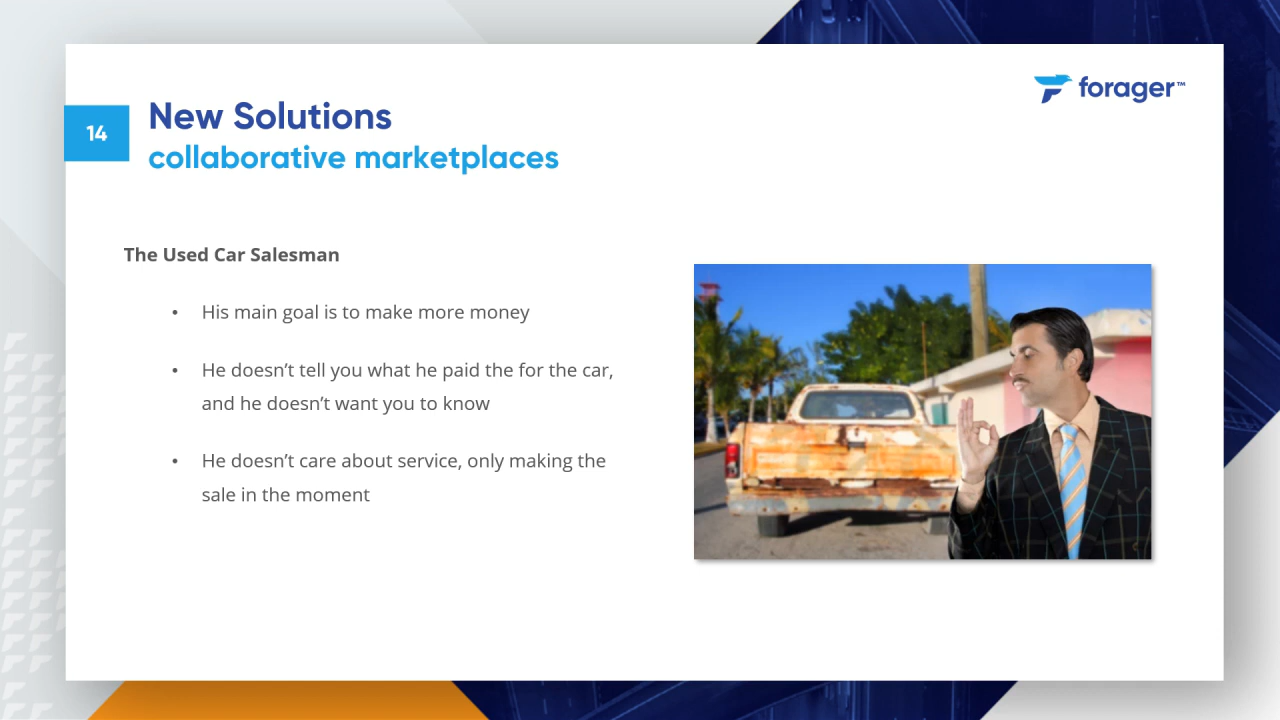 forager™
14
New Solutions
collaborative marketplaces
The Used Car Salesman
• His main goal is to make more money
• He doesn’t tell you what he paid the for the car,
and he doesn’t want you to know
• He doesn’t care about service, only making the
sale in the moment